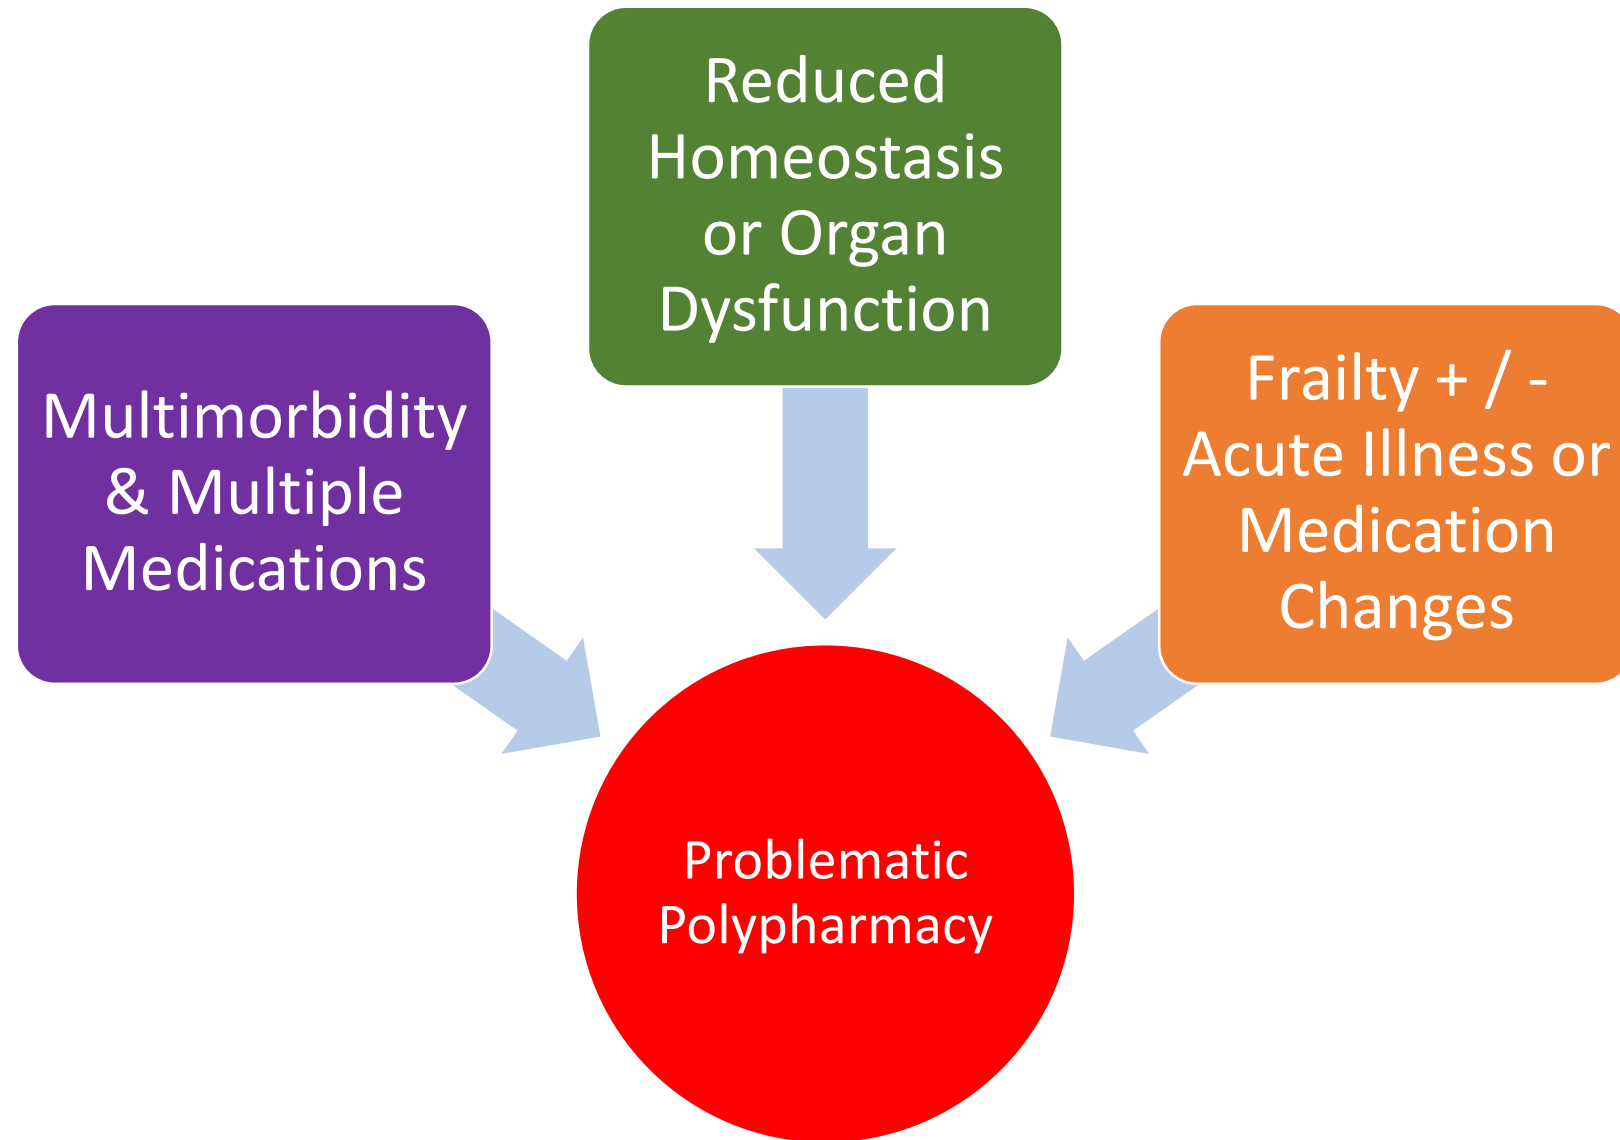 Reduced
Homeostasis
or Organ
Dysfunction
Multimorbidity
& Multiple
Medications
Frailty + / -
Acute Illness or
Medication
Changes
Problematic
Polypharmacy